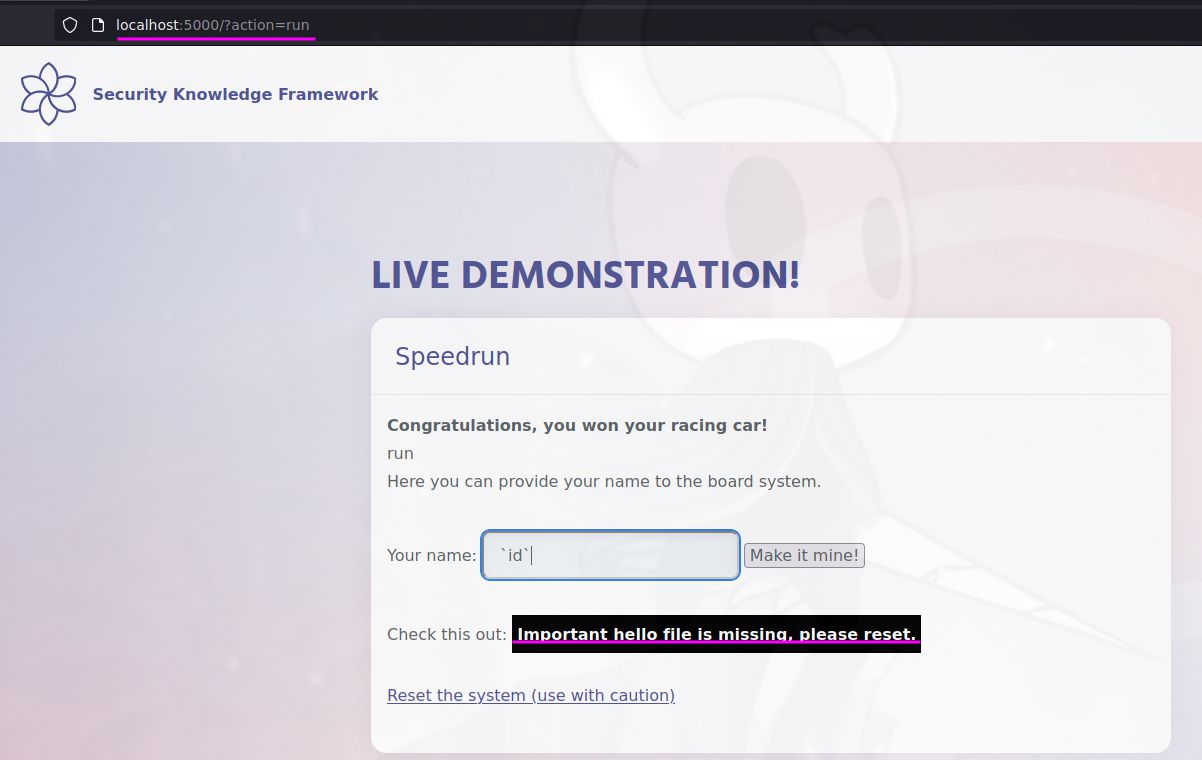 localhost:5000/?action=run
Security Knowledge Framework
LIVE DEMONSTRATION!
Speedrun
Congratulations, you won your racing car!
run
Here you can provide your name to the board system.
Your name: `id` Make it mine!
Check this out: Important hello file is missing, please reset.
Reset the system (use with caution)